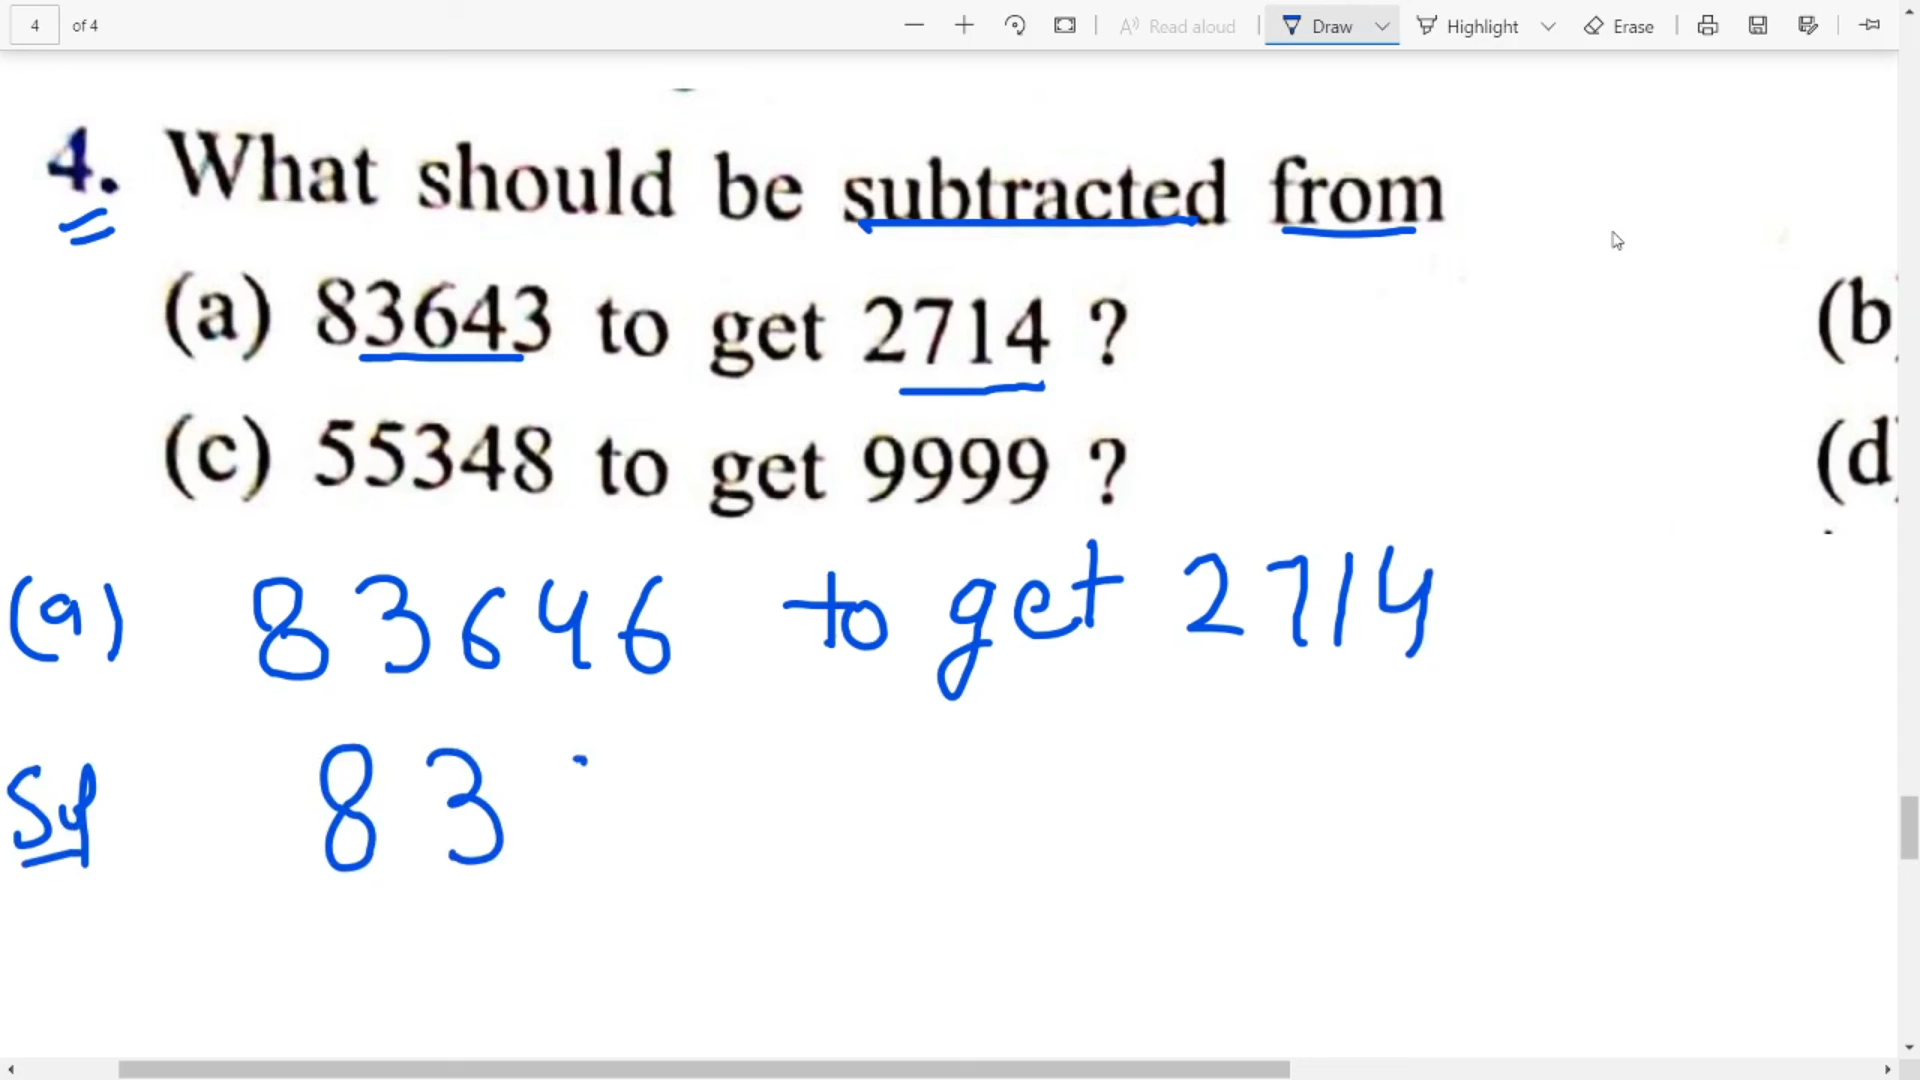 4 of 4 Read aloud Draw Highlight Erase
4. What should be subtracted from
(a) 83643 to get 2714 ? (b)
(c) 55348 to get 9999 ? (d)
(a) 83646 to get 2714
83